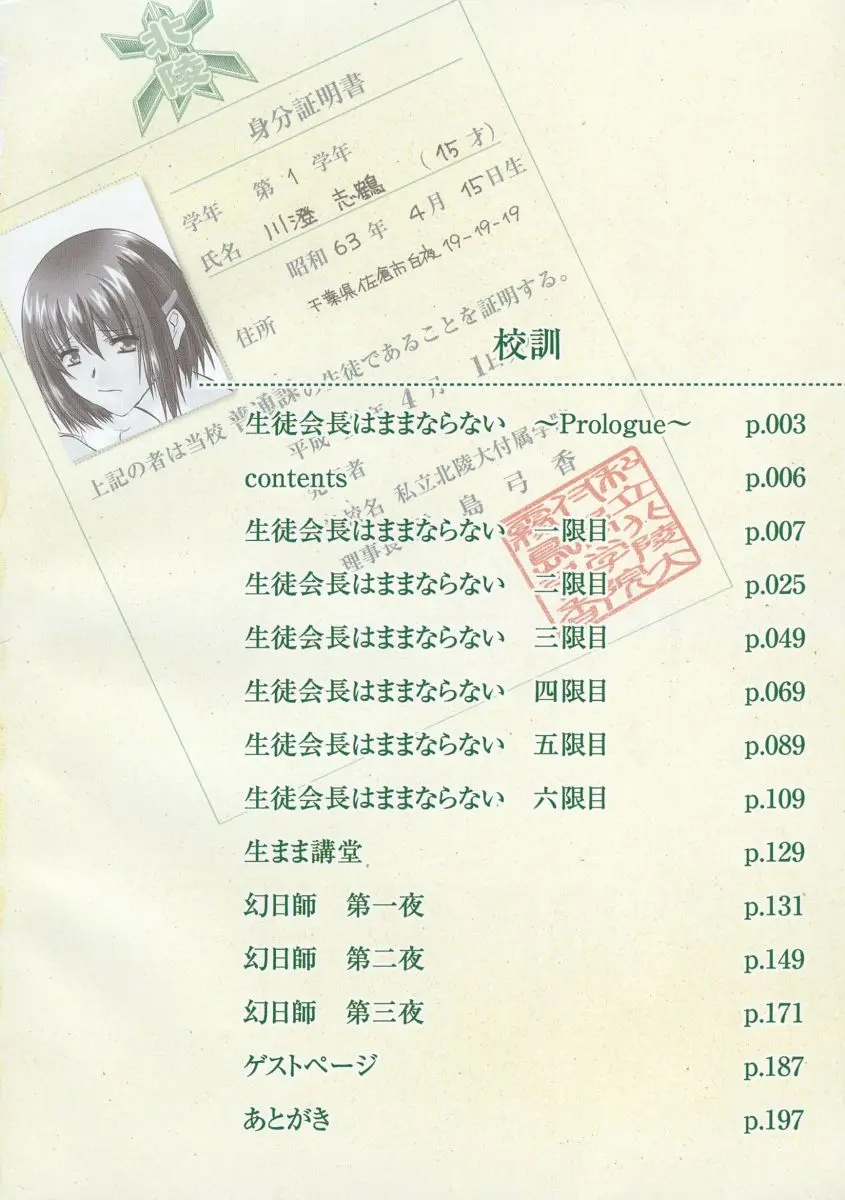 北陵
身分証明書
学年 第1学年
氏名 川澄 志鶴 (15才)
昭和63年4月15日生
住所 千葉県佐倉市白夜19-19-19
上記の者は当校普通課の生徒であることを証明する。
平成 年4月1
者
校名 私立北陵大付属学
理事長 島弓香
校訓
生徒会長はままならない ～Prologue～ p.003
contents p.006
生徒会長はままならない 一限目 p.007
生徒会長はままならない 二限目 p.025
生徒会長はままならない 三限目 p.049
生徒会長はままならない 四限目 p.069
生徒会長はままならない 五限目 p.089
生徒会長はままならない 六限目 p.109
生まま講堂 p.129
幻日師 第一夜 p.131
幻日師 第二夜 p.149
幻日師 第三夜 p.171
ゲストページ p.187
あとがき p.197